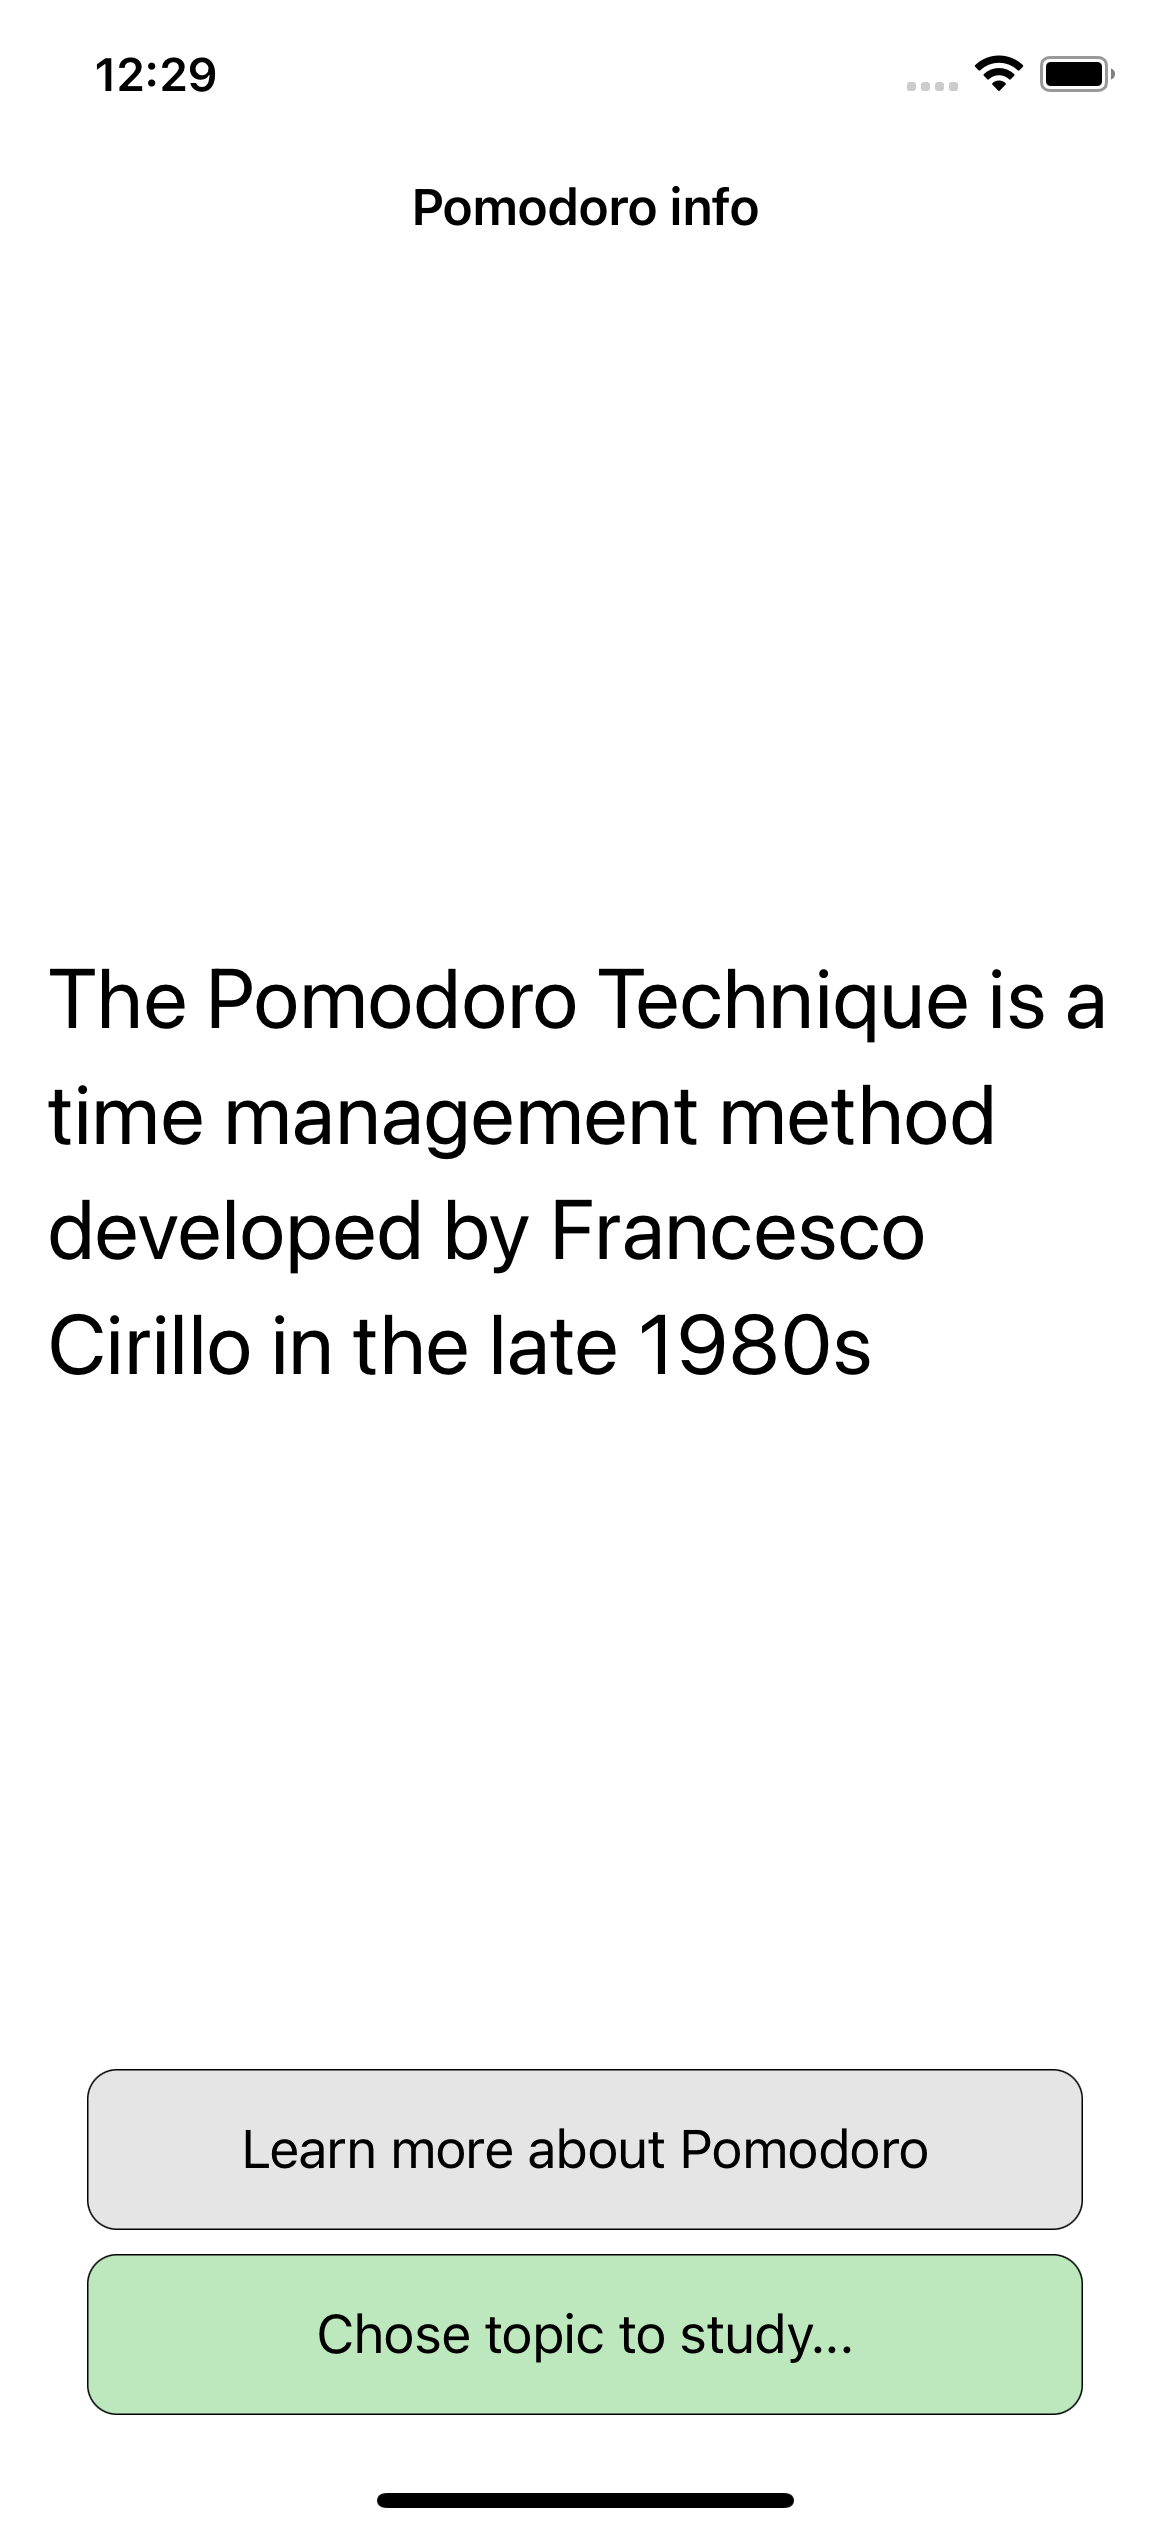 12:29
Pomodoro info
The Pomodoro Technique is a
time management method
developed by Francesco
Cirillo in the late 1980s
Learn more about Pomodoro
Chose topic to study...